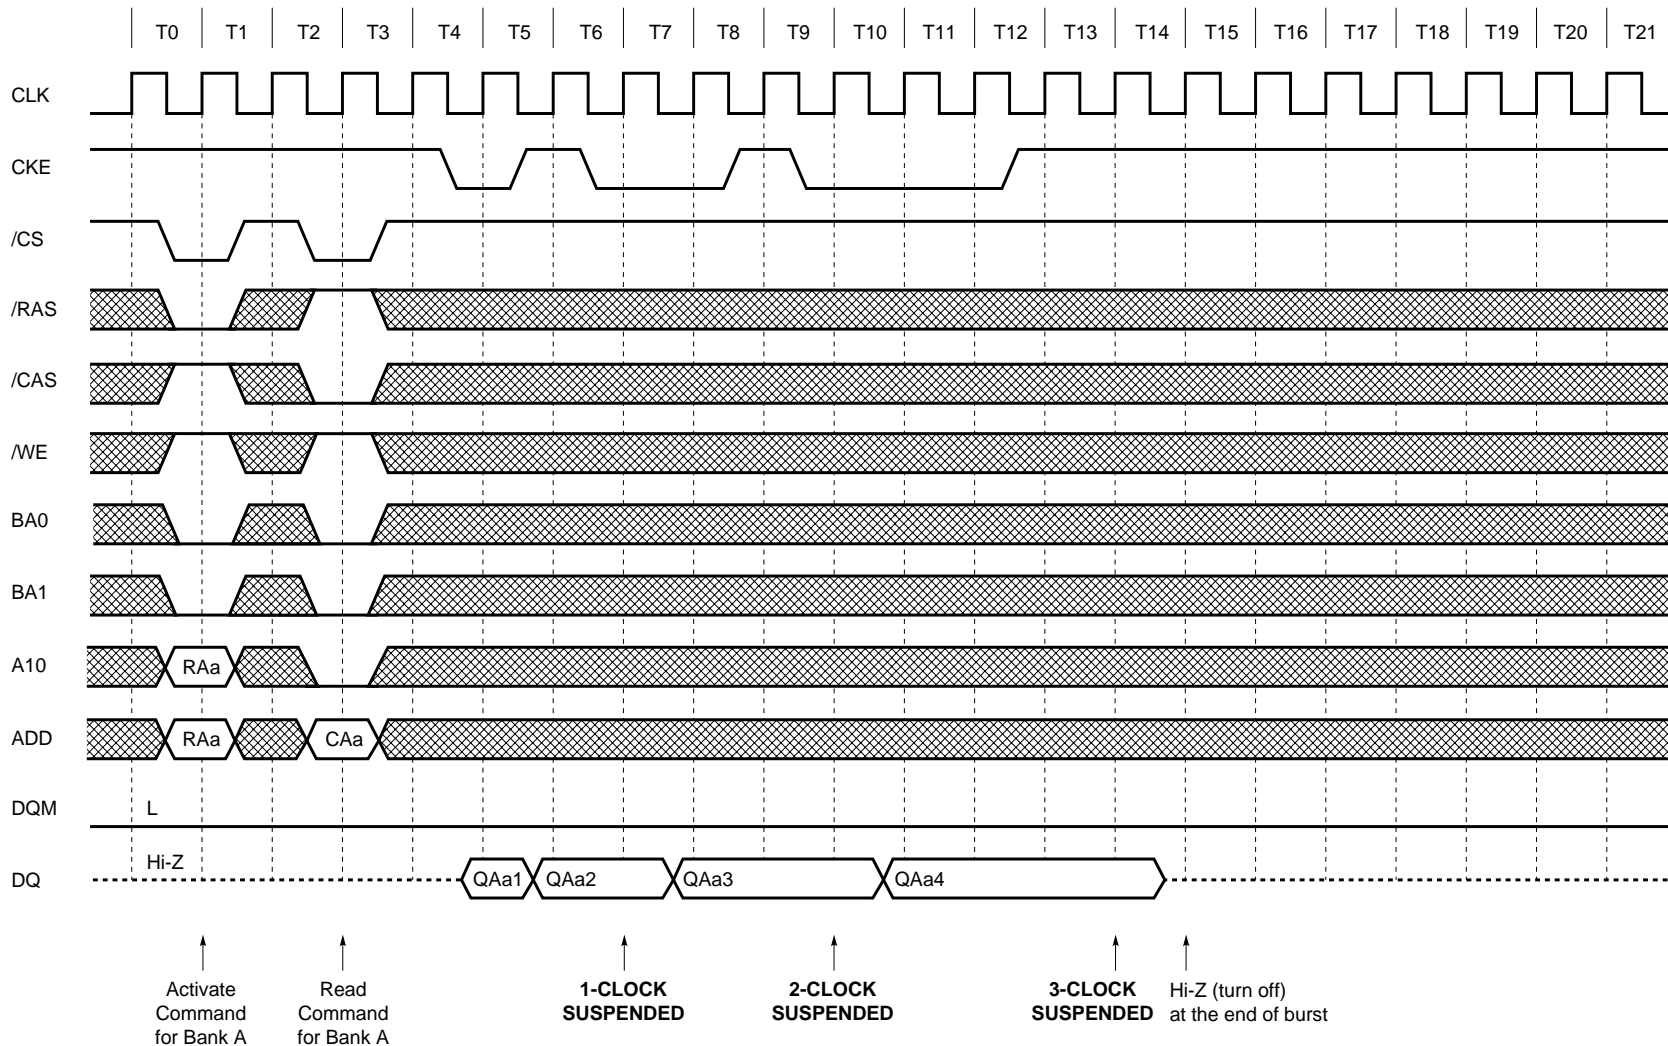 T0 T1 T2 T3 T4 T5 T6 T7 T8 T9 T10 T11 T12 T13 T14 T15 T16 T17 T18 T19 T20 T21
CLK
CKE
/CS
/RAS
/CAS
/WE
BA0
BA1
A10 RAa
ADD RAa CAa
DQM L
DQ Hi-Z QAa1 QAa2 QAa3 QAa4
Activate
Command
for Bank A
Read
Command
for Bank A
1-CLOCK
SUSPENDED
2-CLOCK
SUSPENDED
3-CLOCK
SUSPENDED
Hi-Z (turn off)
at the end of burst